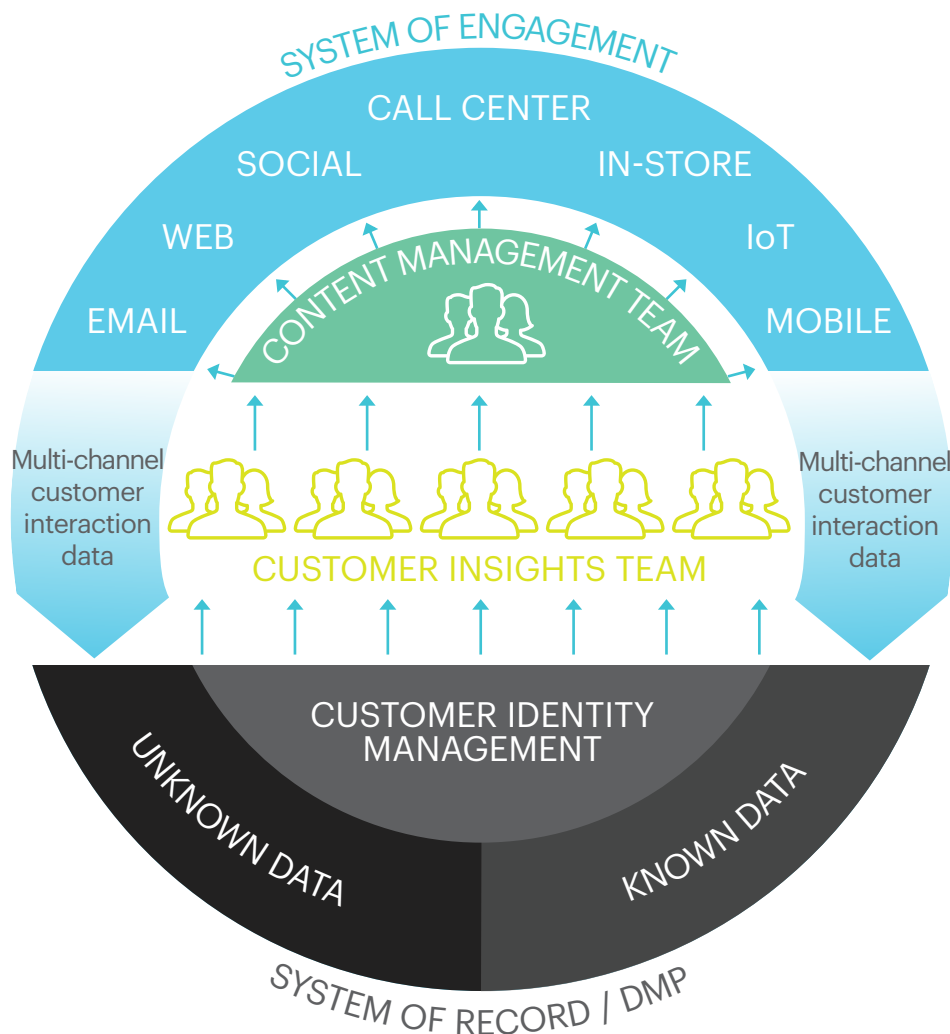 SYSTEM OF ENGAGEMENT
CALL CENTER
SOCIAL
IN-STORE
WEB
IoT
EMAIL
MOBILE
CONTENT MANAGEMENT TEAM
Multi-channel
customer
interaction
data
Multi-channel
customer
interaction
data
CUSTOMER INSIGHTS TEAM
CUSTOMER IDENTITY
MANAGEMENT
UNKNOWN DATA
KNOWN DATA
SYSTEM OF RECORD / DMP